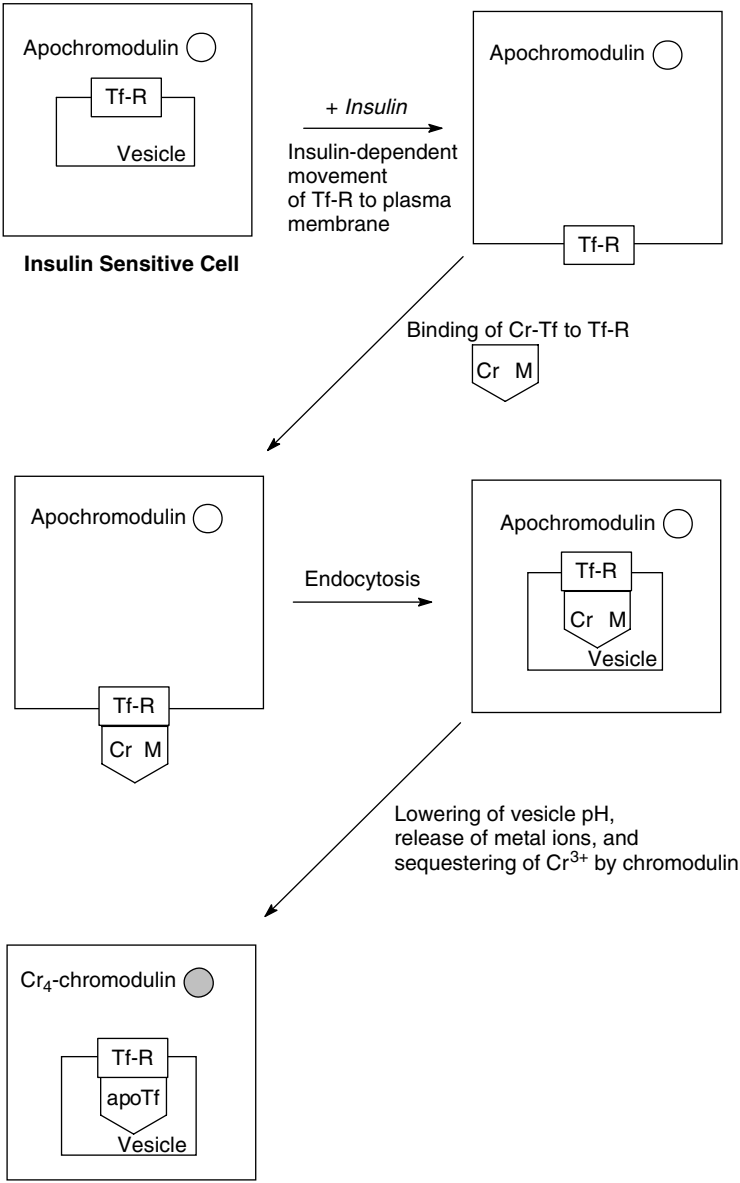 Apochromodulin
Tf-R
Vesicle
Insulin Sensitive Cell
+ Insulin
Insulin-dependent
movement
of Tf-R to plasma
membrane
Apochromodulin
Tf-R
Binding of Cr-Tf to Tf-R
Cr M
Apochromodulin
Tf-R
Cr M
Endocytosis
Apochromodulin
Tf-R
Cr M
Vesicle
Lowering of vesicle pH,
release of metal ions, and
sequestering of Cr³⁺ by chromodulin
Cr₄-chromodulin
Tf-R
apoTf
Vesicle